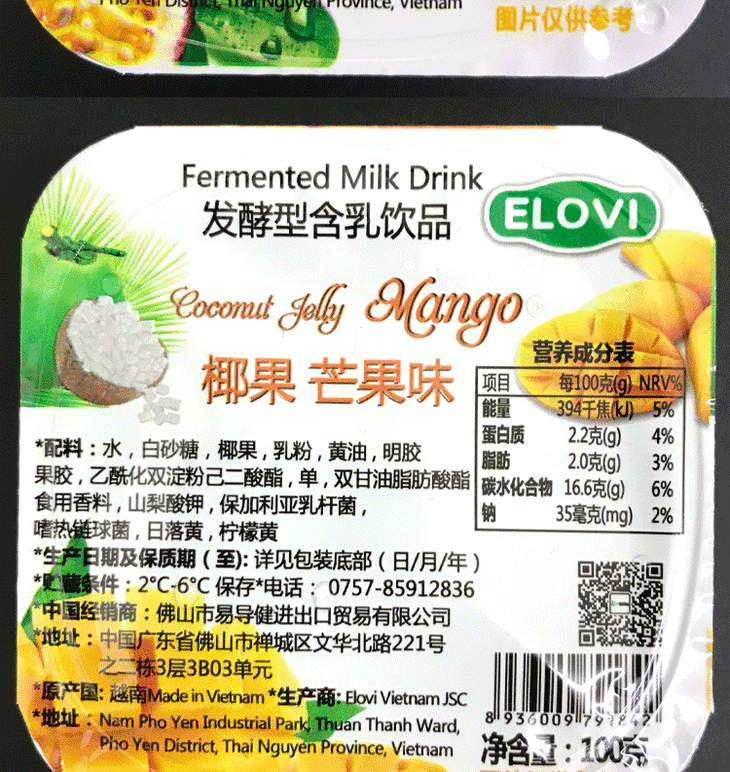 Pho Yen District, Thai Nguyen Province, Vietnam
图片仅供参考
Fermented Milk Drink
发酵型含乳饮品
ELOVI
Coconut Jelly Mango
椰果 芒果味
营养成分表
项目 每100克(g) NRV%
能量 394千焦(kJ) 5%
蛋白质 2.2克(g) 4%
脂肪 2.0克(g) 3%
碳水化合物 16.6克(g) 6%
钠 35毫克(mg) 2%
*配料：水，白砂糖，椰果，乳粉，黄油，明胶
果胶，乙酰化双淀粉己二酸酯，单，双甘油脂肪酸酯
食用香料，山梨酸钾，保加利亚乳杆菌，
嗜热链球菌，日落黄，柠檬黄
*生产日期及保质期（至): 详见包装底部（日/月/年）
*贮藏条件：2°C-6°C 保存*电话： 0757-85912836
*中国经销商：佛山市易导健进出口贸易有限公司
*地址：中国广东省佛山市禅城区文华北路221号
之二栋3层3B03单元
*原产国: 越南Made in Vietnam *生产商: Elovi Vietnam JSC
*地址：Nam Pho Yen Industrial Park, Thuan Thanh Ward,
Pho Yen District, Thai Nguyen Province, Vietnam
8 936009 792842
净含量：100克